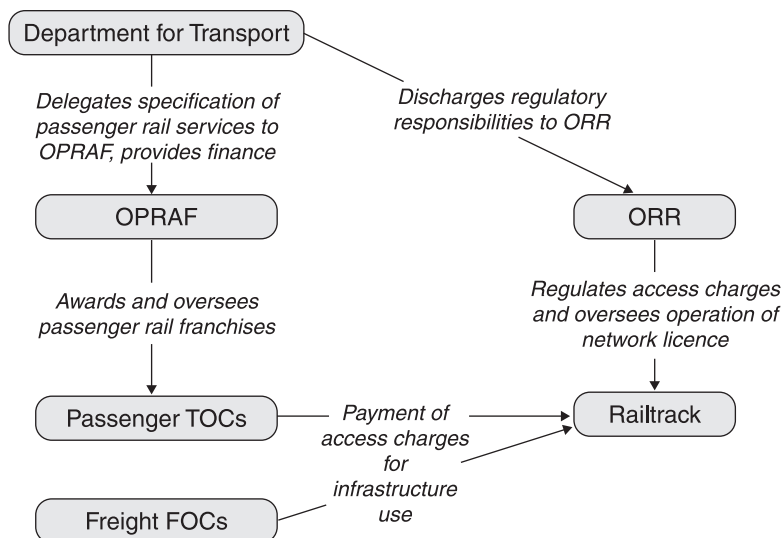 Department for Transport
Delegates specification of
passenger rail services to
OPRAF, provides finance
Discharges regulatory
responsibilities to ORR
OPRAF
ORR
Awards and oversees
passenger rail franchises
Regulates access charges
and oversees operation of
network licence
Passenger TOCs
Payment of
access charges
for
infrastructure
use
Railtrack
Freight FOCs